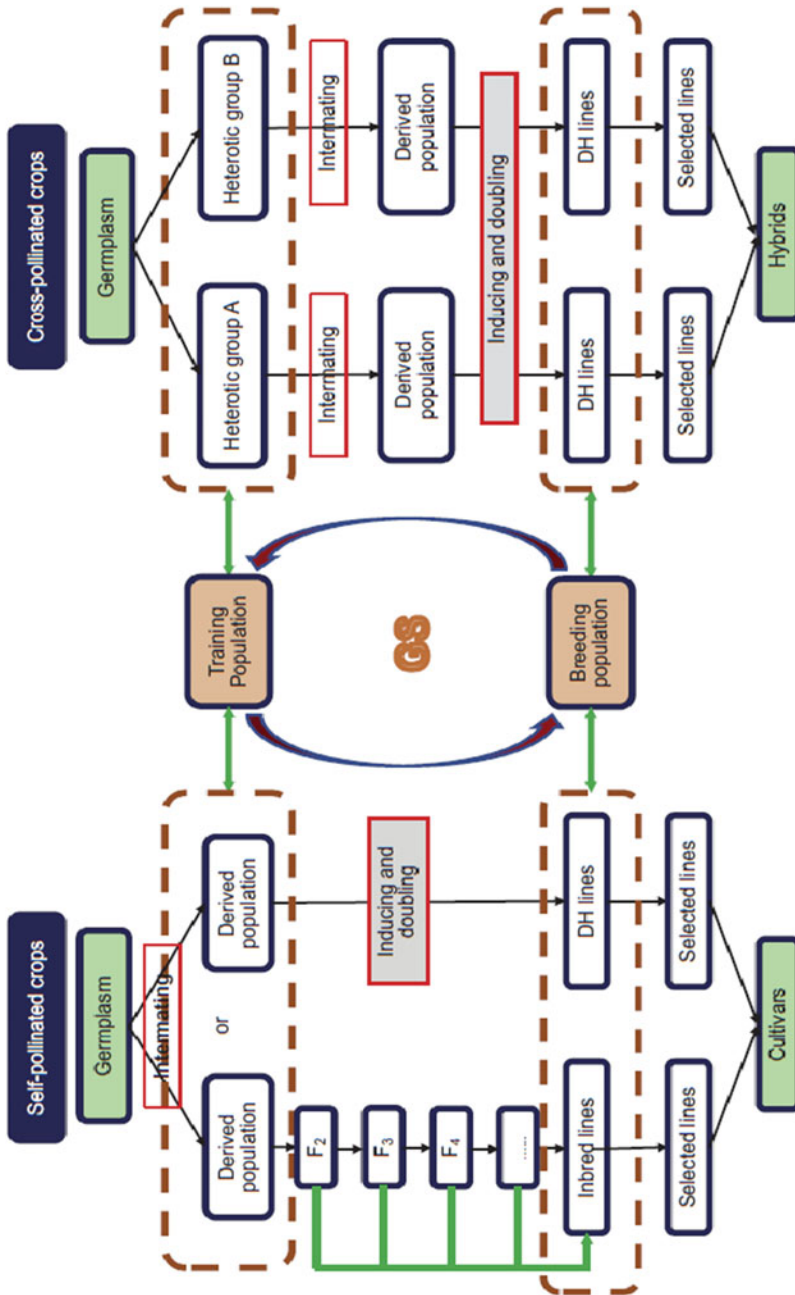 Self-pollinated crops
Germplasm
Intermating
Derived
population
or
Derived
population
F2
F3
F4
......
Inducing and
doubling
Inbred lines
DH lines
Selected lines
Selected lines
Cultivars
Training
Population
GS
Breeding
population
Cross-pollinated crops
Germplasm
Heterotic group A
Heterotic group B
Intermating
Intermating
Derived
population
Derived
population
Inducing and doubling
DH lines
DH lines
Selected lines
Selected lines
Hybrids